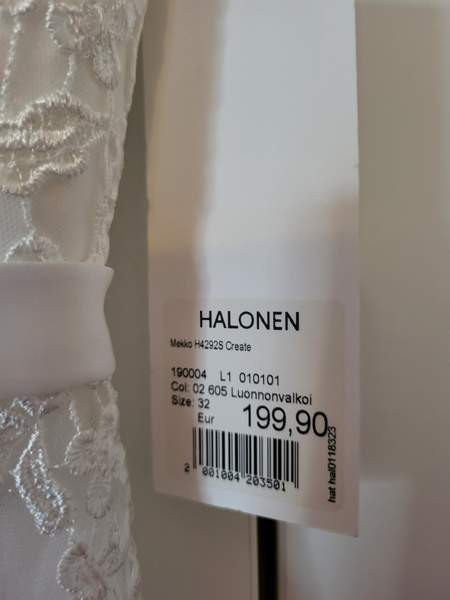 HALONEN
Mekko H4292S Create
190004 L1 010101
Col: 02 605 Luonnonvalkoi
Size: 32
Eur 199,90
2 001004 203501
hat hal0118323